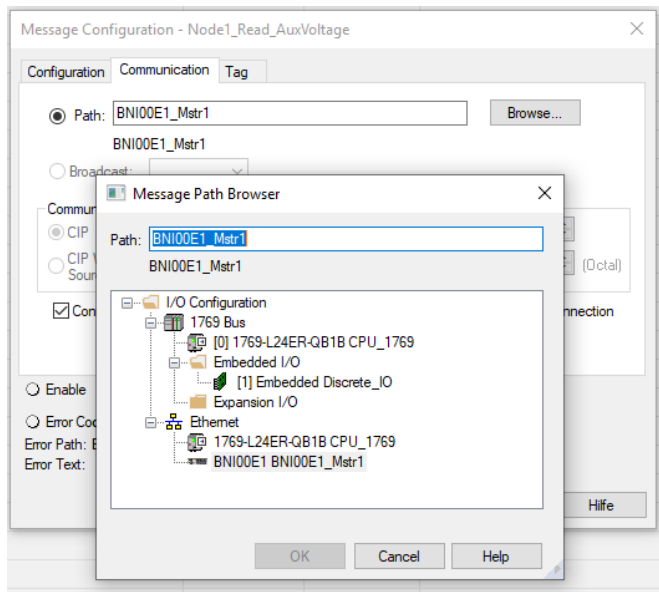 Message Configuration - Node1_Read_AuxVoltage
Configuration Communication Tag
Path: BNI00E1_Mstr1 Browse...
BNI00E1_Mstr1
Broadcast:
Message Path Browser
Path: BNI00E1_Mstr1
BNI00E1_Mstr1
I/O Configuration
1769 Bus
[0] 1769-L24ER-QB1B CPU_1769
Embedded I/O
[1] Embedded Discrete_IO
Expansion I/O
Ethernet
1769-L24ER-QB1B CPU_1769
BNI00E1 BNI00E1_Mstr1
OK Cancel Help
CIP
CIP
(Octal)
Enable
Error Path:
Error Text:
Hilfe